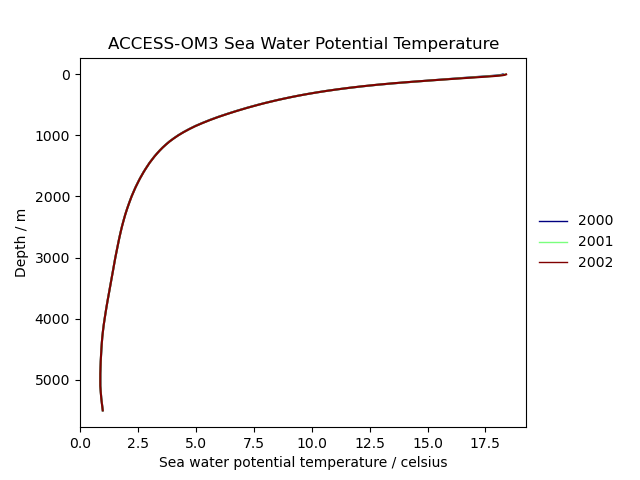 ACCESS-OM3 Sea Water Potential Temperature
0
1000
2000
3000
4000
5000
Depth / m
0.0 2.5 5.0 7.5 10.0 12.5 15.0 17.5
Sea water potential temperature / celsius
2000
2001
2002